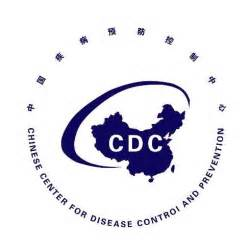 中国疾病预防控制中心
CDC
CHINESE CENTER FOR DISEASE CONTROl AND PREVENTION